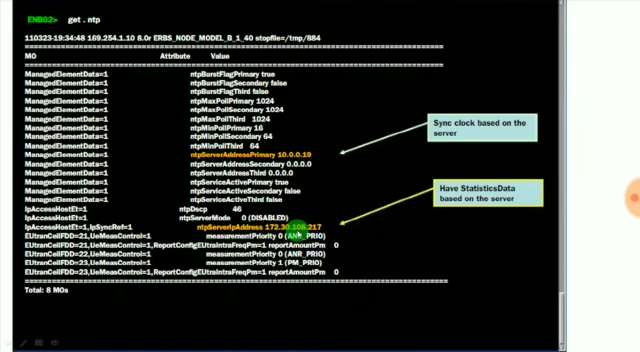 ENB02> get . ntp
110323-19:34:48 169.254.1.10 8.0r ERBS_NODE_MODEL_B_1_40 stopfile=/tmp/884
MO Attribute Value
ManagedElementData=1 ntpBurstFlagPrimary true
ManagedElementData=1 ntpBurstFlagSecondary false
ManagedElementData=1 ntpBurstFlagThird false
ManagedElementData=1 ntpMaxPollPrimary 1024
ManagedElementData=1 ntpMaxPollSecondary 1024
ManagedElementData=1 ntpMaxPollThird 1024
ManagedElementData=1 ntpMinPollPrimary 16
ManagedElementData=1 ntpMinPollSecondary 64
ManagedElementData=1 ntpMinPollThird 64
ManagedElementData=1 ntpServerAddressPrimary 10.0.0.19
ManagedElementData=1 ntpServerAddressSecondary 0.0.0.0
ManagedElementData=1 ntpServerAddressThird 0.0.0.0
ManagedElementData=1 ntpServiceActivePrimary true
ManagedElementData=1 ntpServiceActiveSecondary false
ManagedElementData=1 ntpServiceActiveThird false
IpAccessHostEt=1 ntpDscp 46
IpAccessHostEt=1 ntpServerMode 0 (DISABLED)
IpAccessHostEt=1,IpSyncRef=1 ntpServerIpAddress 172.30.108.217
EUtranCellFDD=21,UeMeasControl=1 measurementPriority 0 (ANR_PRIO)
EUtranCellFDD=21,UeMeasControl=1,ReportConfigEUtraIntraFreqPm=1 reportAmountPm 0
EUtranCellFDD=22,UeMeasControl=1 measurementPriority 0 (ANR_PRIO)
EUtranCellFDD=23,UeMeasControl=1 measurementPriority 1 (PM_PRIO)
EUtranCellFDD=23,UeMeasControl=1,ReportConfigEUtraIntraFreqPm=1 reportAmountPm 0
Total: 8 MOs
Sync clock based on the
server
Have StatisticsData
based on the server